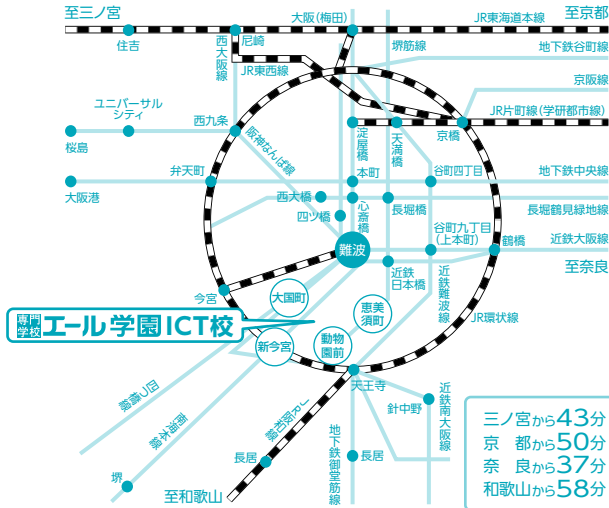 至三ノ宮
至京都
大阪(梅田)
JR東海道本線
住吉
西大阪線
尼崎
堺筋線
地下鉄谷町線
JR東西線
京阪線
ユニバーサル
シティ
西九条
阪神なんば線
JR片町線(学研都市線)
桜島
淀屋橋
天満橋
京橋
弁天町
本町
谷町四丁目
地下鉄中央線
大阪港
西大橋
心斎橋
長堀橋
長堀鶴見緑地線
四ツ橋
谷町九丁目
(上本町)
鶴橋
近鉄大阪線
難波
至奈良
近鉄
日本橋
近鉄難波線
今宮
大国町
恵美
須町
JR環状線
専門
学校
エール学園ICT校
新今宮
動物
園前
天王寺
四つ橋線
南海本線
JR阪和線
針中野
近鉄南大阪線
地下鉄御堂筋線
長居
長居
堺
至和歌山
三ノ宮から43分
京 都から50分
奈 良から37分
和歌山から58分